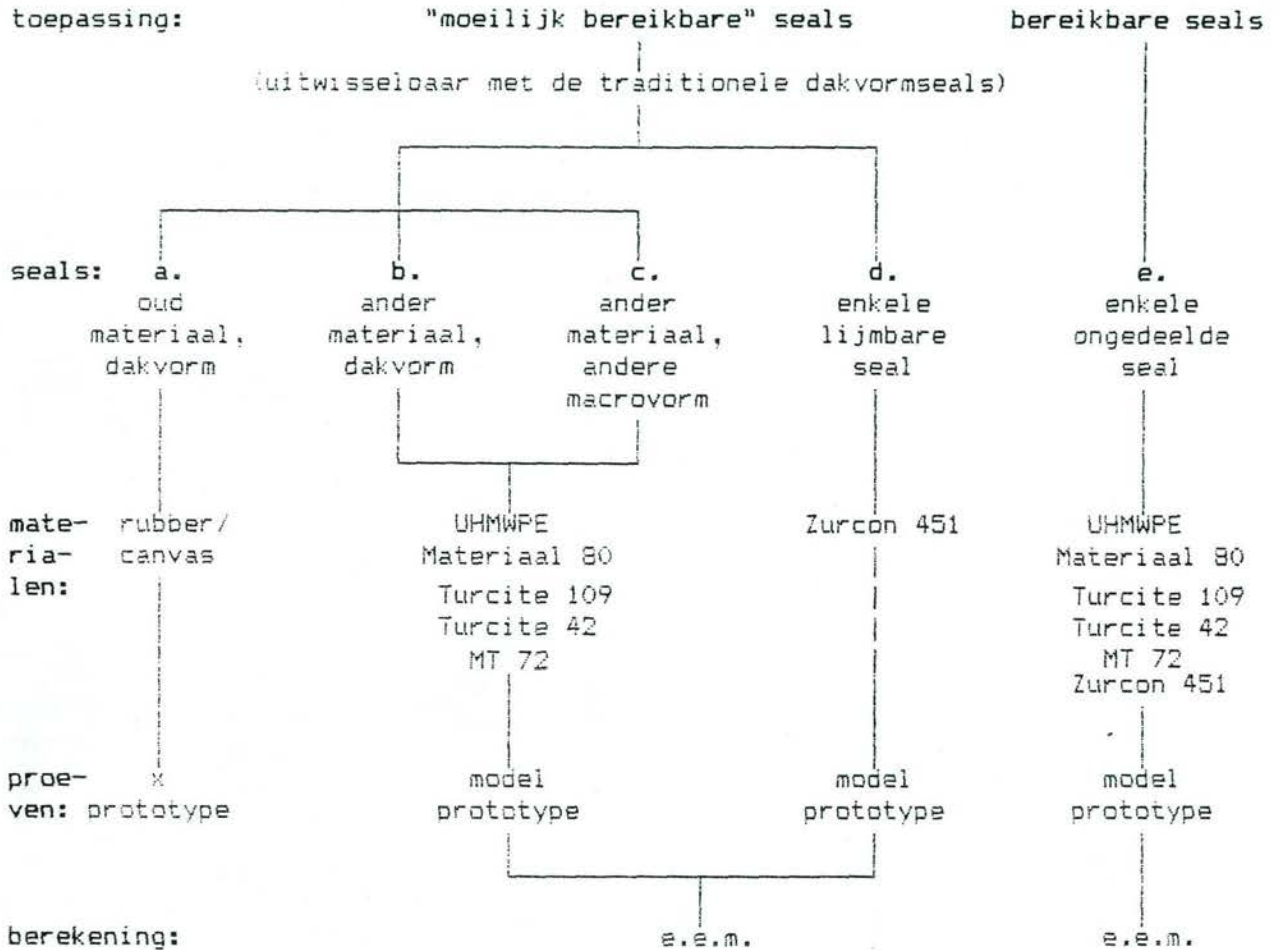 toepassing: "moeilijk bereikbare" seals bereikbare seals
(uitwisselbaar met de traditionele dakvormseals)
seals: a. b. c. d. e.
oud ander ander enkele enkele
materiaal, materiaal, materiaal, lijmbare ongedeelde
dakvorm dakvorm andere seal seal
macrovorm
mate- rubber/ UHMWPE Zurcon 451 UHMWPE
ria- canvas Materiaal 80 Materiaal 80
len: Turcite 109 Turcite 109
Turcite 42 Turcite 42
MT 72 MT 72
Zurcon 451
proe- x model model model
ven: prototype prototype prototype prototype
berekening: e.e.m. e.e.m.